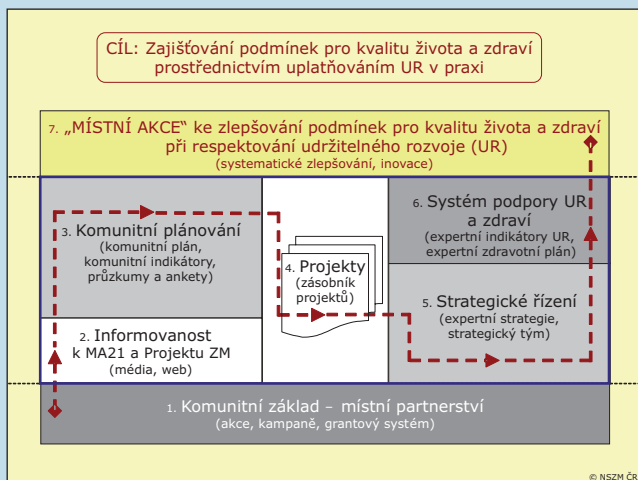 CÍL: Zajišťování podmínek pro kvalitu života a zdraví
prostřednictvím uplatňováním UR v praxi
7. „MÍSTNÍ AKCE“ ke zlepšování podmínek pro kvalitu života a zdraví
při respektování udržitelného rozvoje (UR)
(systematické zlepšování, inovace)
3. Komunitní plánování
(komunitní plán,
komunitní indikátory,
průzkumy a ankety)
2. Informovanost
k MA21 a Projektu ZM
(média, web)
4. Projekty
(zásobník
projektů)
6. Systém podpory UR
a zdraví
(expertní indikátory UR,
expertní zdravotní plán)
5. Strategické řízení
(expertní strategie,
strategický tým)
1. Komunitní základ – místní partnerství
(akce, kampaně, grantový systém)
© NSZM ČR